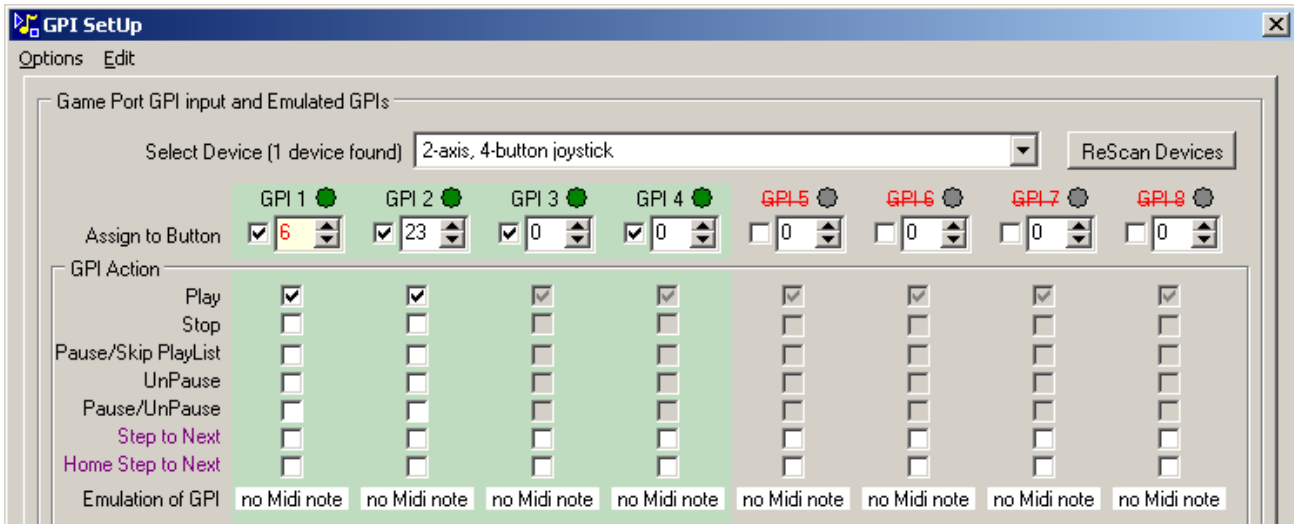 GPI SetUp
Options Edit
Game Port GPI input and Emulated GPIs
Select Device (1 device found) 2-axis, 4-button joystick ReScan Devices
GPI 1 GPI 2 GPI 3 GPI 4 GPI 5 GPI 6 GPI 7 GPI 8
Assign to Button 6 23 0 0 0 0 0 0
GPI Action
Play
Stop
Pause/Skip PlayList
UnPause
Pause/UnPause
Step to Next
Home Step to Next
Emulation of GPI no Midi note no Midi note no Midi note no Midi note no Midi note no Midi note no Midi note no Midi note